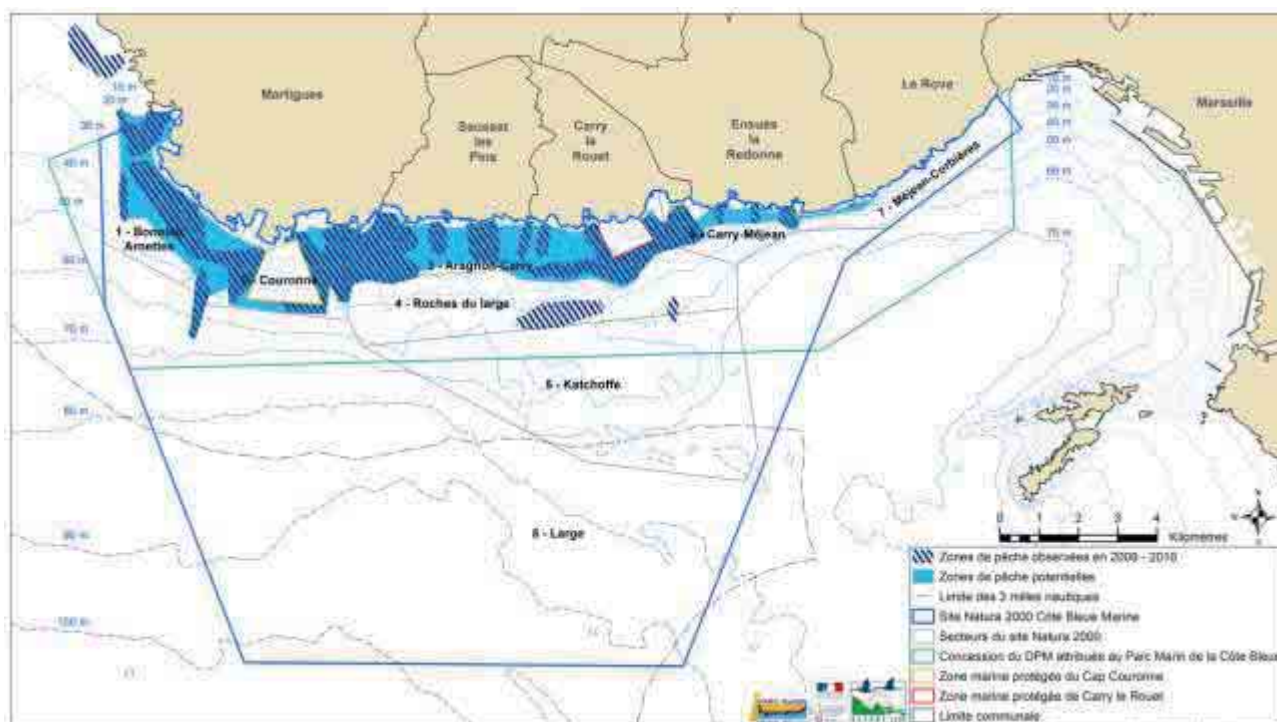 Martigues
Sausset
les
Pins
Carry
le Rouet
Ensuès
la
Redonne
Le Rove
Marseille
10 m
20 m
30 m
40 m
60 m
70 m
90 m
100 m
75 m
1 -
Arnettes
Couronne
3 - Aragnon-Carry
4 - Roches du large
Carry-Méjean
7 - Méjean-Corbières
6 - Katchoffe
8 - Large
0 1 2 3 4
Kilomètres
Zones de pêche observées en 2009 - 2010
Zones de pêche potentielles
Limite des 3 milles nautiques
Site Natura 2000 Côte Bleue Marine
Secteurs du site Natura 2000
Concession du DPM attribuée au Parc Marin de la Côte Bleue
Zone marine protégée du Cap Couronne
Zone marine protégée de Carry le Rouet
Limite communale